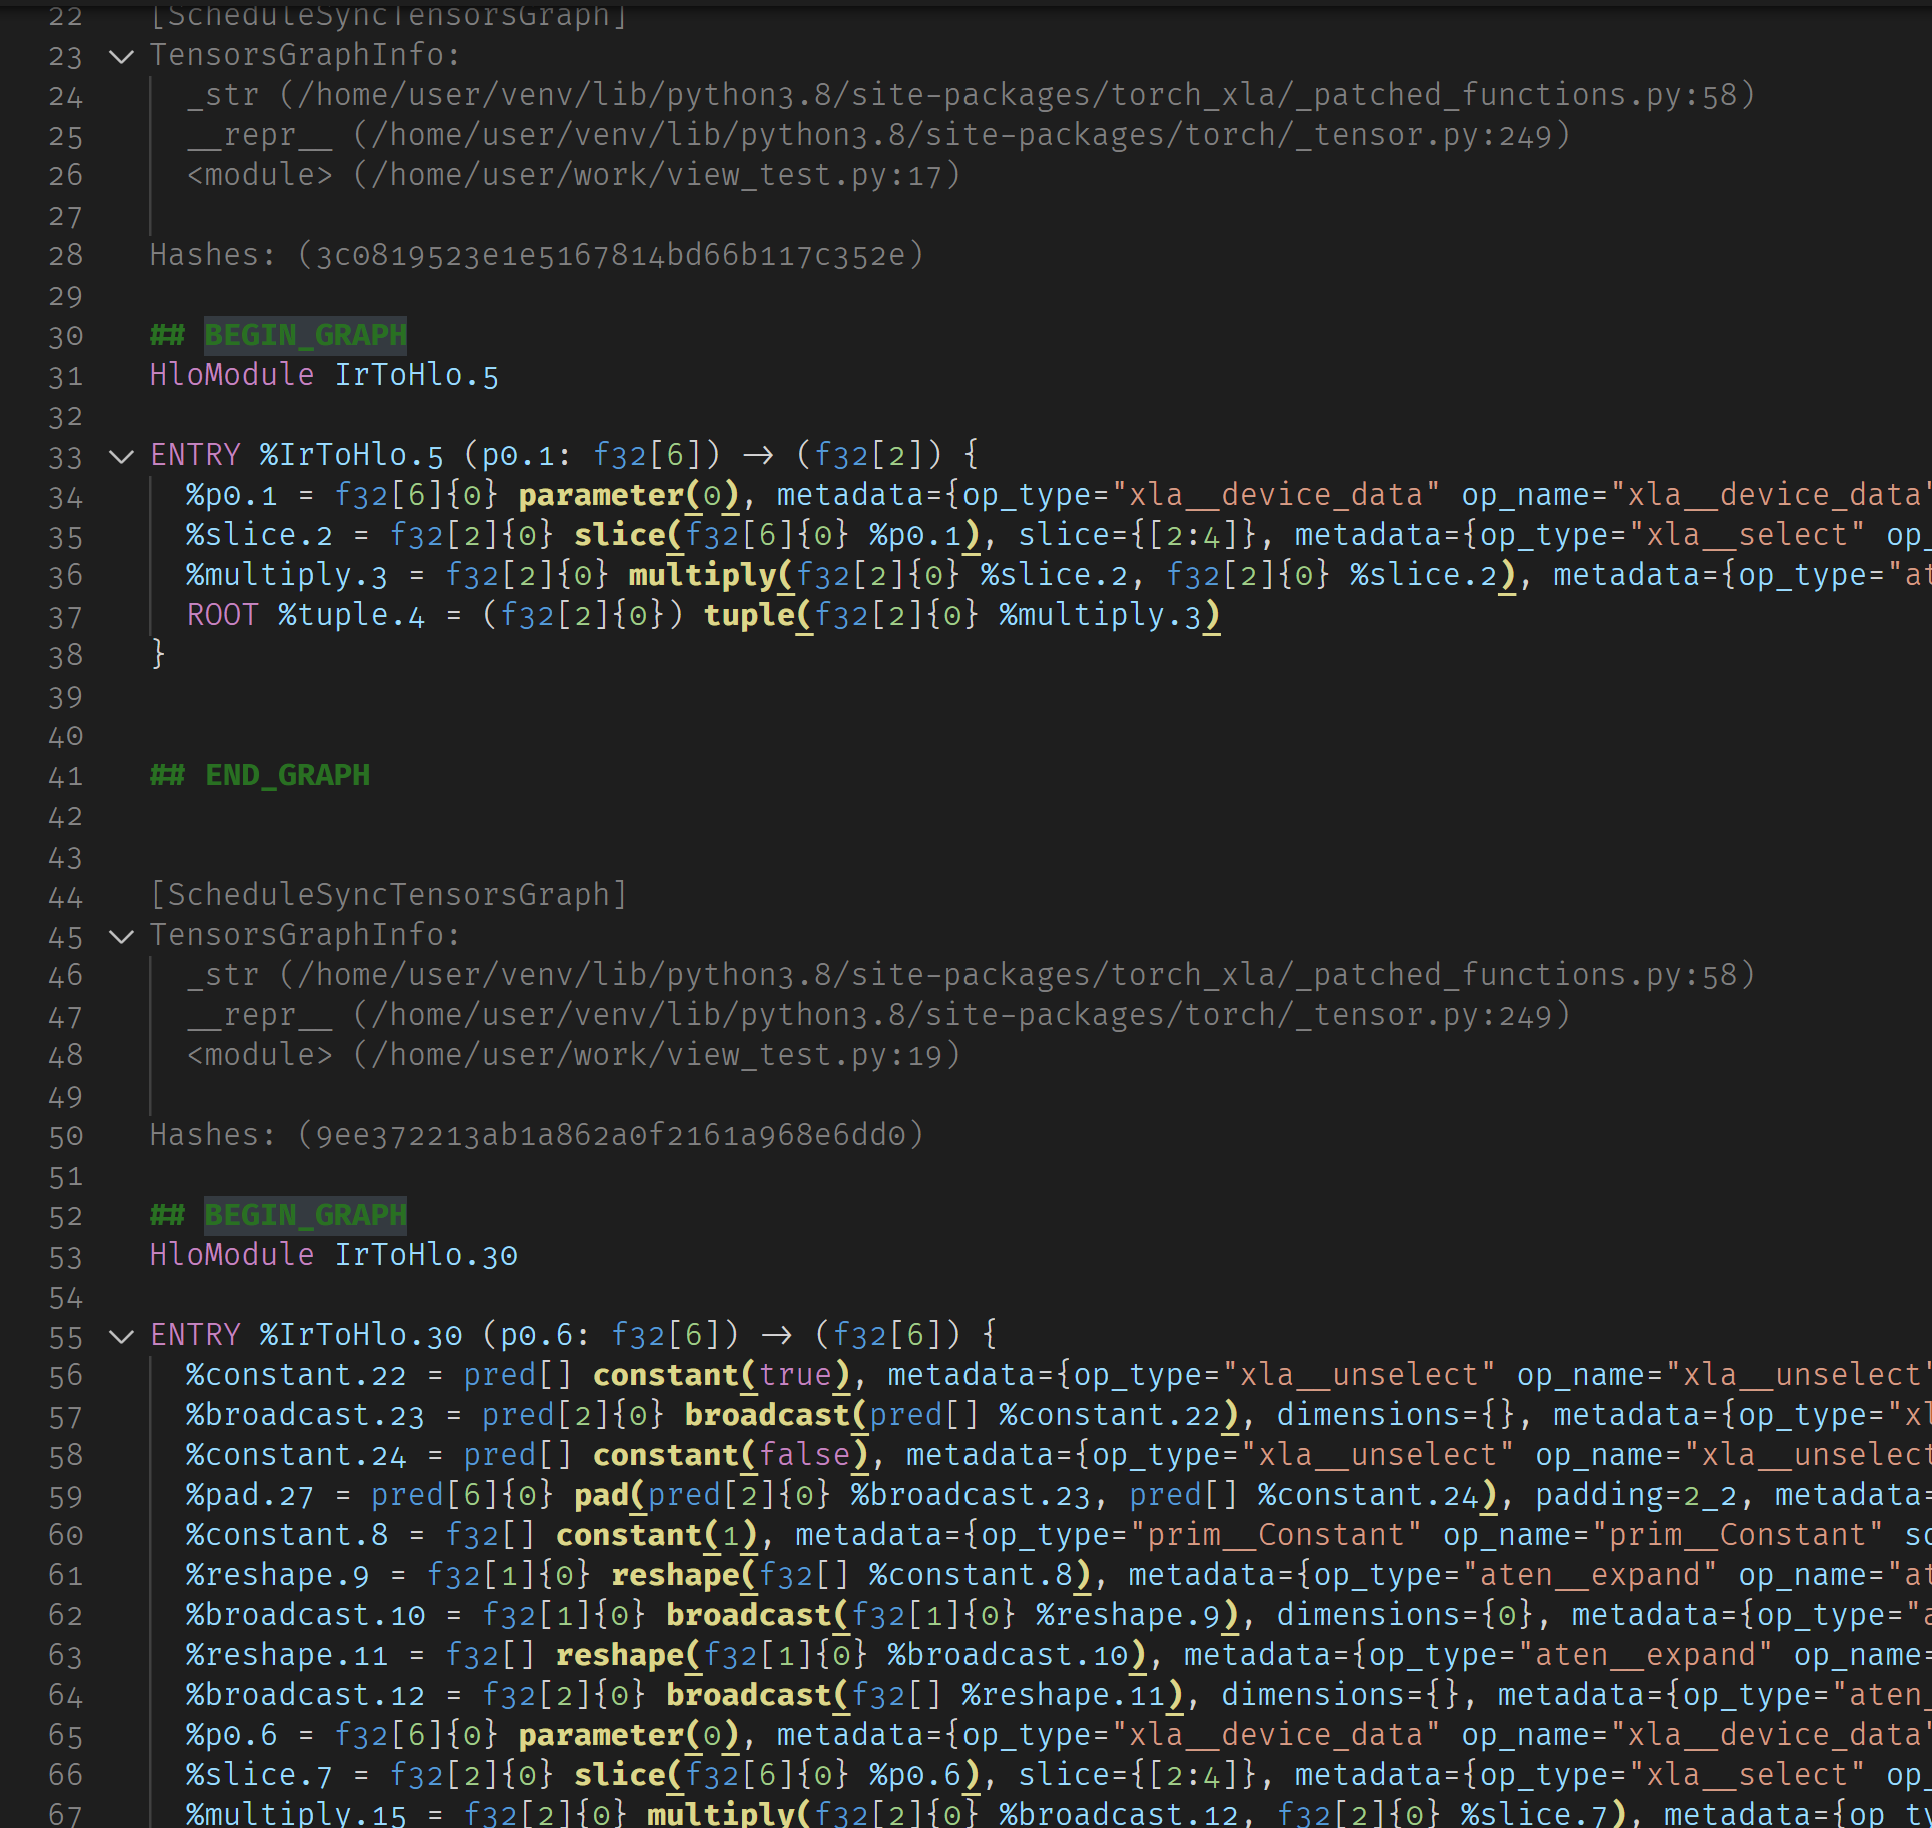 22 [ScheduleSyncTensorsGraph]
23 TensorsGraphInfo:
24 _str (/home/user/venv/lib/python3.8/site-packages/torch_xla/_patched_functions.py:58)
25 __repr__ (/home/user/venv/lib/python3.8/site-packages/torch/_tensor.py:249)
26 <module> (/home/user/work/view_test.py:17)
27
28 Hashes: (3c0819523e1e5167814bd66b117c352e)
29
30 ## BEGIN_GRAPH
31 HloModule IrToHlo.5
32
33 ENTRY %IrToHlo.5 (p0.1: f32[6]) -> (f32[2]) {
34 %p0.1 = f32[6]{0} parameter(0), metadata={op_type="xla__device_data" op_name="xla__device_data"
35 %slice.2 = f32[2]{0} slice(f32[6]{0} %p0.1), slice={[2:4]}, metadata={op_type="xla__select" op_
36 %multiply.3 = f32[2]{0} multiply(f32[2]{0} %slice.2, f32[2]{0} %slice.2), metadata={op_type="at
37 ROOT %tuple.4 = (f32[2]{0}) tuple(f32[2]{0} %multiply.3)
38 }
39
40
41 ## END_GRAPH
42
43
44 [ScheduleSyncTensorsGraph]
45 TensorsGraphInfo:
46 _str (/home/user/venv/lib/python3.8/site-packages/torch_xla/_patched_functions.py:58)
47 __repr__ (/home/user/venv/lib/python3.8/site-packages/torch/_tensor.py:249)
48 <module> (/home/user/work/view_test.py:19)
49
50 Hashes: (9ee372213ab1a862a0f2161a968e6dd0)
51
52 ## BEGIN_GRAPH
53 HloModule IrToHlo.30
54
55 ENTRY %IrToHlo.30 (p0.6: f32[6]) -> (f32[6]) {
56 %constant.22 = pred[] constant(true), metadata={op_type="xla__unselect" op_name="xla__unselect"
57 %broadcast.23 = pred[2]{0} broadcast(pred[] %constant.22), dimensions={}, metadata={op_type="xl
58 %constant.24 = pred[] constant(false), metadata={op_type="xla__unselect" op_name="xla__unselect
59 %pad.27 = pred[6]{0} pad(pred[2]{0} %broadcast.23, pred[] %constant.24), padding=2_2, metadata=
60 %constant.8 = f32[] constant(1), metadata={op_type="prim__Constant" op_name="prim__Constant" so
61 %reshape.9 = f32[1]{0} reshape(f32[] %constant.8), metadata={op_type="aten__expand" op_name="at
62 %broadcast.10 = f32[1]{0} broadcast(f32[1]{0} %reshape.9), dimensions={0}, metadata={op_type="a
63 %reshape.11 = f32[] reshape(f32[1]{0} %broadcast.10), metadata={op_type="aten__expand" op_name=
64 %broadcast.12 = f32[2]{0} broadcast(f32[] %reshape.11), dimensions={}, metadata={op_type="aten_
65 %p0.6 = f32[6]{0} parameter(0), metadata={op_type="xla__device_data" op_name="xla__device_data"
66 %slice.7 = f32[2]{0} slice(f32[6]{0} %p0.6), slice={[2:4]}, metadata={op_type="xla__select" op_
67 %multiply.15 = f32[2]{0} multiply(f32[2]{0} %broadcast.12, f32[2]{0} %slice.7), metadata={op_ty